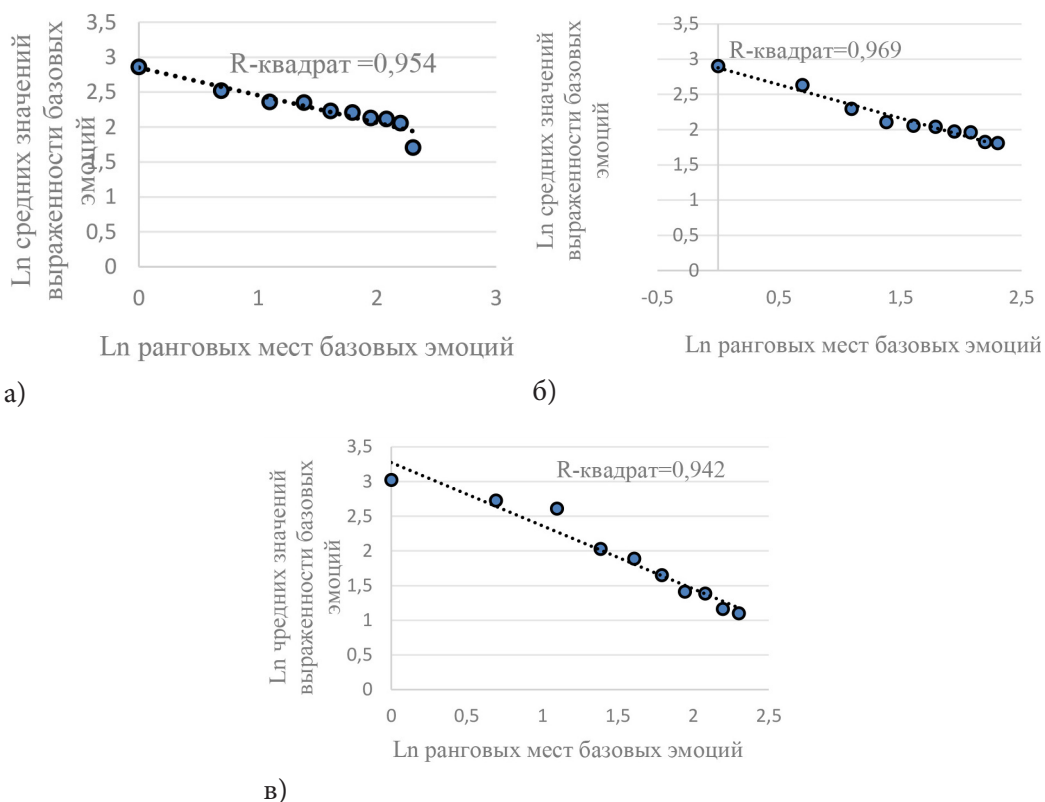 3,5
3
2,5
2
1,5
1
0,5
0
Ln средних значений
выраженности базовых
эмоций
R-квадрат =0,954
0
1
2
3
Ln ранговых мест базовых эмоций
а)
3,5
3
2,5
2
1,5
1
0,5
0
Ln средних значений
выраженности базовых
эмоций
R-квадрат=0,969
-0,5
0,5
1,5
2,5
Ln ранговых мест базовых эмоций
б)
3,5
3
2,5
2
1,5
1
0,5
0
Ln чредних значений
выраженности базовых
эмоций
R-квадрат=0,942
0
0,5
1
1,5
2
2,5
Ln ранговых мест базовых эмоций
в)